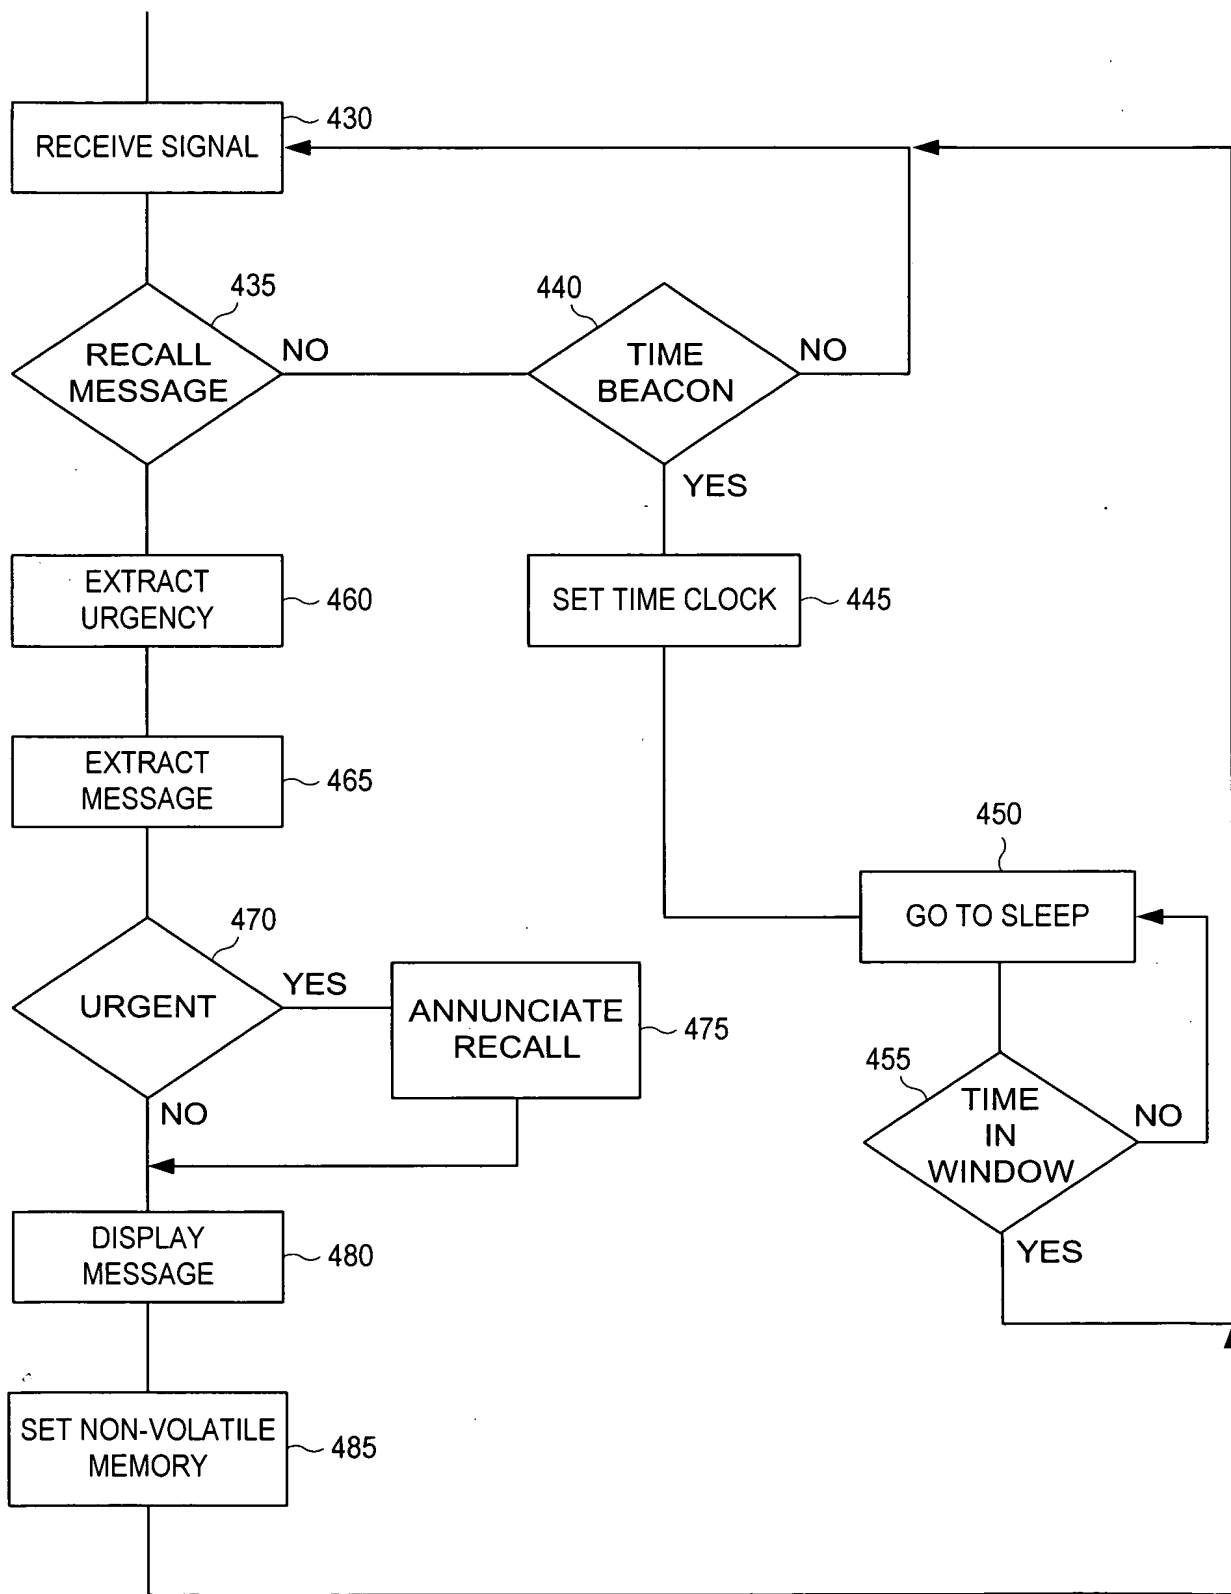 430
RECEIVE SIGNAL
435
RECALL
MESSAGE
NO
440
TIME
BEACON
NO
YES
EXTRACT
URGENCY
460
SET TIME CLOCK
445
EXTRACT
MESSAGE
465
450
GO TO SLEEP
470
URGENT
YES
ANNUNCIATE
RECALL
475
NO
455
TIME
IN
WINDOW
NO
YES
DISPLAY
MESSAGE
480
SET NON-VOLATILE
MEMORY
485